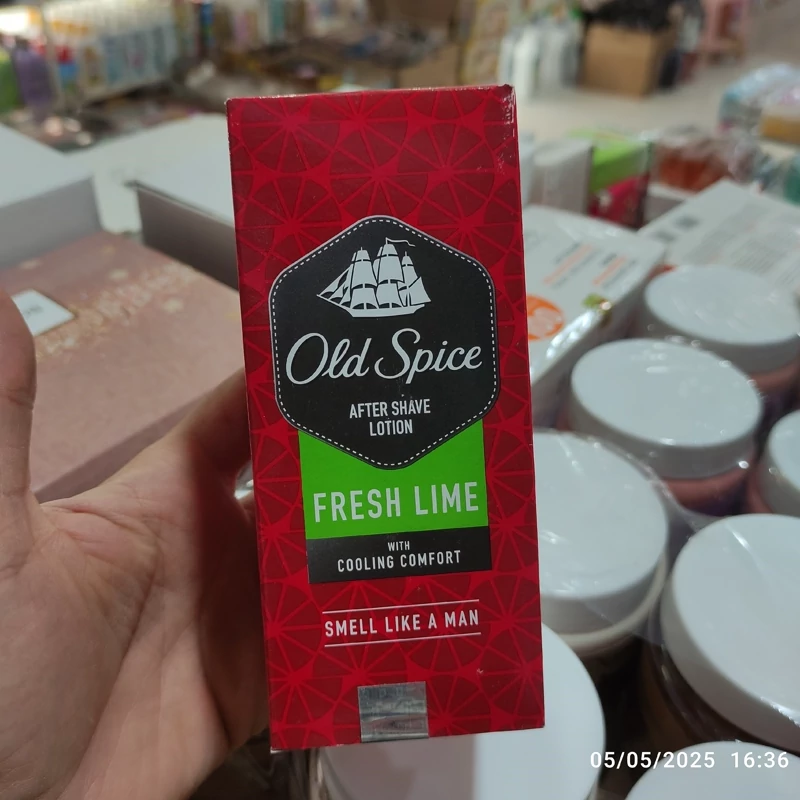 Old Spice
AFTER SHAVE
LOTION
FRESH LIME
WITH
COOLING COMFORT
SMELL LIKE A MAN
05/05/2025 16:36